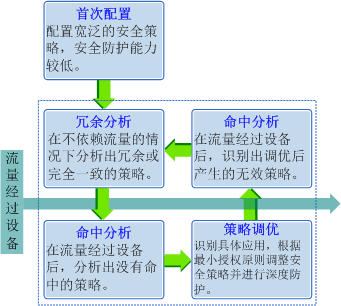 首次配置
配置宽泛的安全策
略，安全防护能力
较低。
冗余分析
在不依赖流量的情
况下分析出冗余或
完全一致的策略。
命中分析
在流量经过设备
后，识别出调优后
产生的无效策略。
流量经过设备
命中分析
在流量经过设备
后，分析出没有命
中的策略。
策略调优
识别具体应用，根据
最小授权原则调整安
全策略并进行深度防
护。